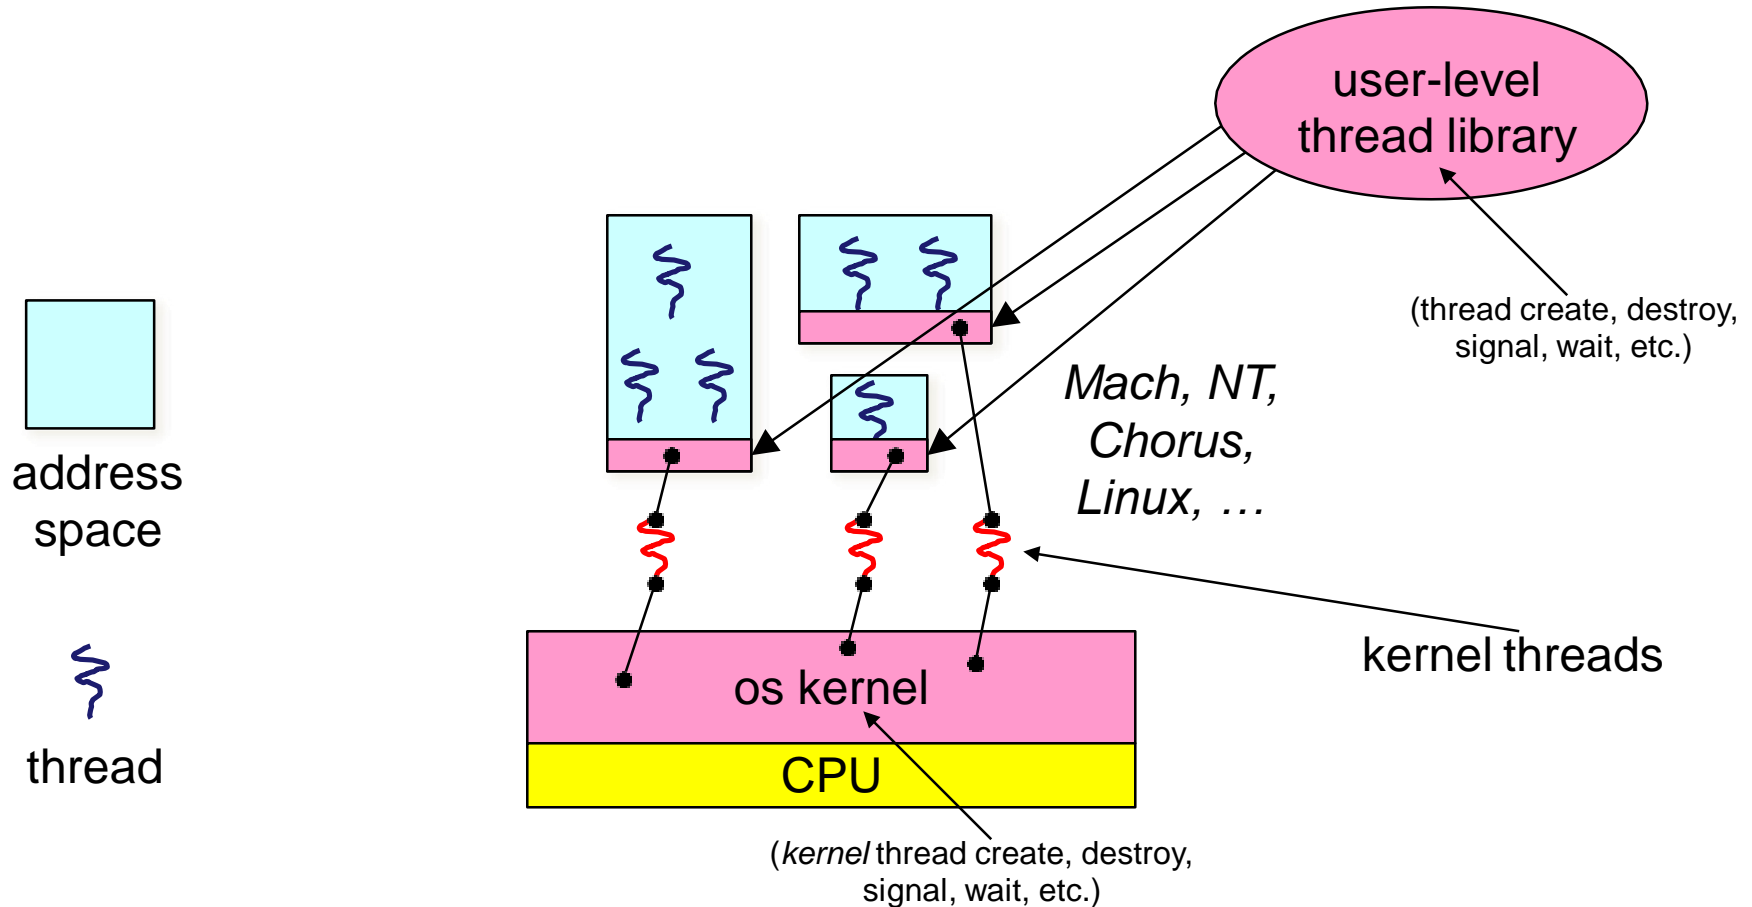 user-level
thread library
(thread create, destroy,
signal, wait, etc.)
Mach, NT,
Chorus,
Linux, …
address
space
kernel threads
os kernel
thread
CPU
(kernel thread create, destroy,
signal, wait, etc.)